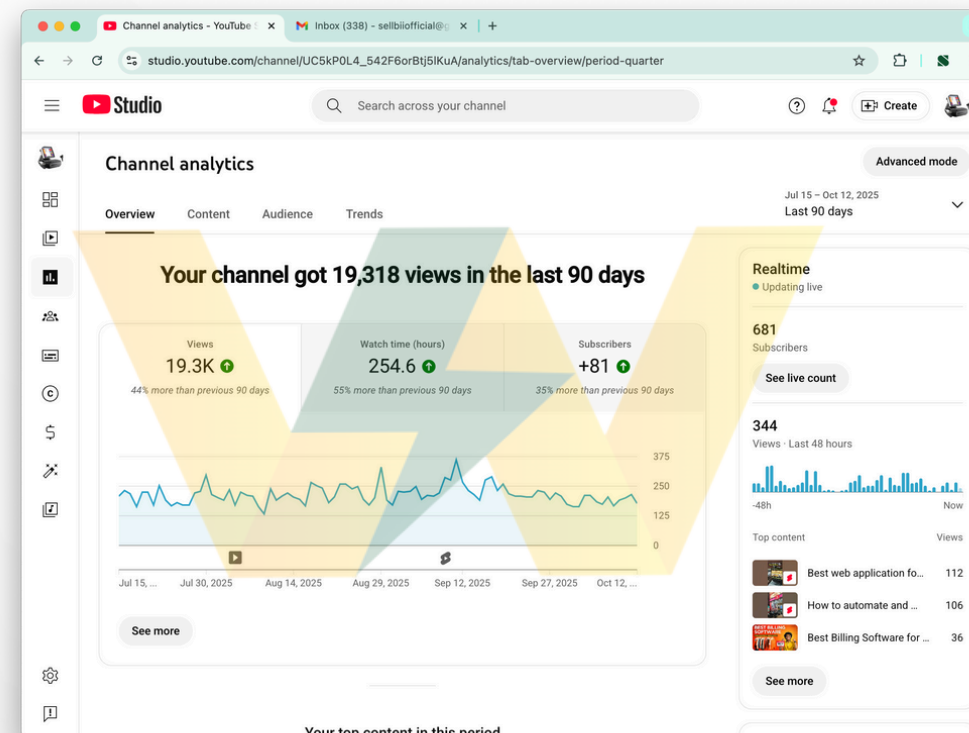 Channel analytics - YouTube S
Inbox (338) - sellbiiofficial@g
studio.youtube.com/channel/UC5kP0L4_542F6orBtj5lKuA/analytics/tab-overview/period-quarter
Studio
Search across your channel
Create
Channel analytics
Advanced mode
Overview Content Audience Trends
Jul 15 – Oct 12, 2025
Last 90 days
Your channel got 19,318 views in the last 90 days
Views
19.3K
44% more than previous 90 days
Watch time (hours)
254.6
55% more than previous 90 days
Subscribers
+81
35% more than previous 90 days
375
250
125
0
Jul 15, ... Jul 30, 2025 Aug 14, 2025 Aug 29, 2025 Sep 12, 2025 Sep 27, 2025 Oct 12, ...
See more
Your top content in this period
Realtime
Updating live
681
Subscribers
See live count
344
Views · Last 48 hours
-48h Now
Top content Views
Best web application fo... 112
How to automate and ... 106
BEST BILLING
SOFTWARE
Best Billing Software for ... 36
See more